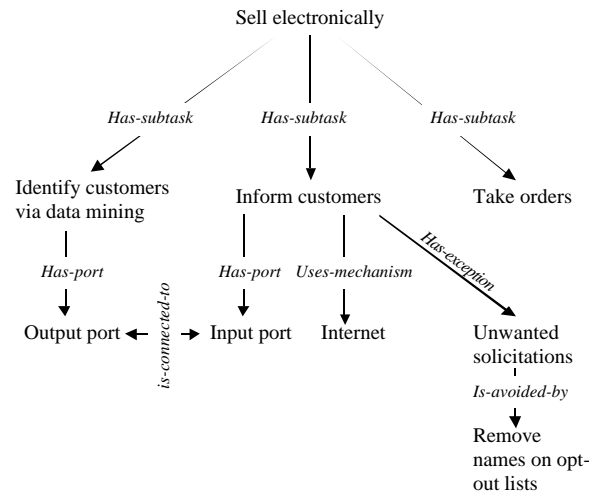 Sell electronically
Has-subtask
Has-subtask
Has-subtask
Identify customers
via data mining
Inform customers
Take orders
Has-port
Has-port
Uses-mechanism
Has-exception
is-connected-to
Output port
Input port
Internet
Unwanted
solicitations
Is-avoided-by
Remove
names on opt-
out lists